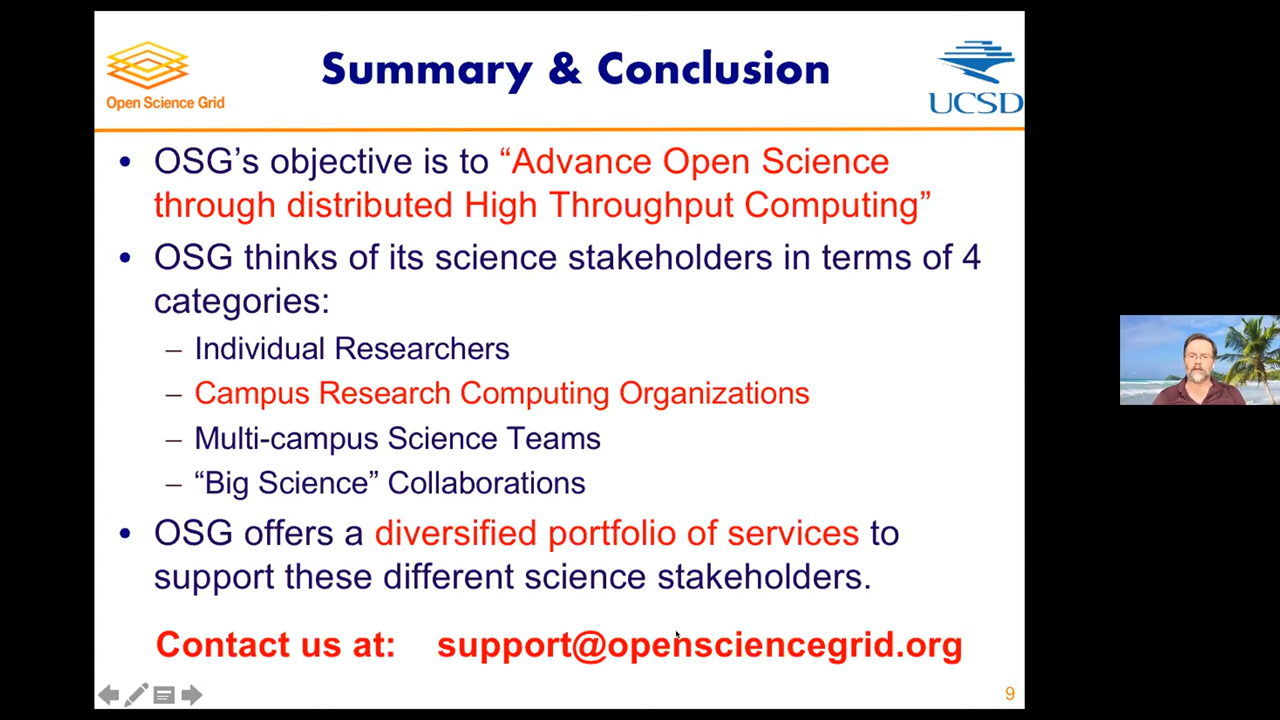 Open Science Grid
Summary & Conclusion
UCSD
• OSG’s objective is to “Advance Open Science
through distributed High Throughput Computing”
• OSG thinks of its science stakeholders in terms of 4
categories:
– Individual Researchers
– Campus Research Computing Organizations
– Multi-campus Science Teams
– “Big Science” Collaborations
• OSG offers a diversified portfolio of services to
support these different science stakeholders.
Contact us at: support@opensciencegrid.org
9